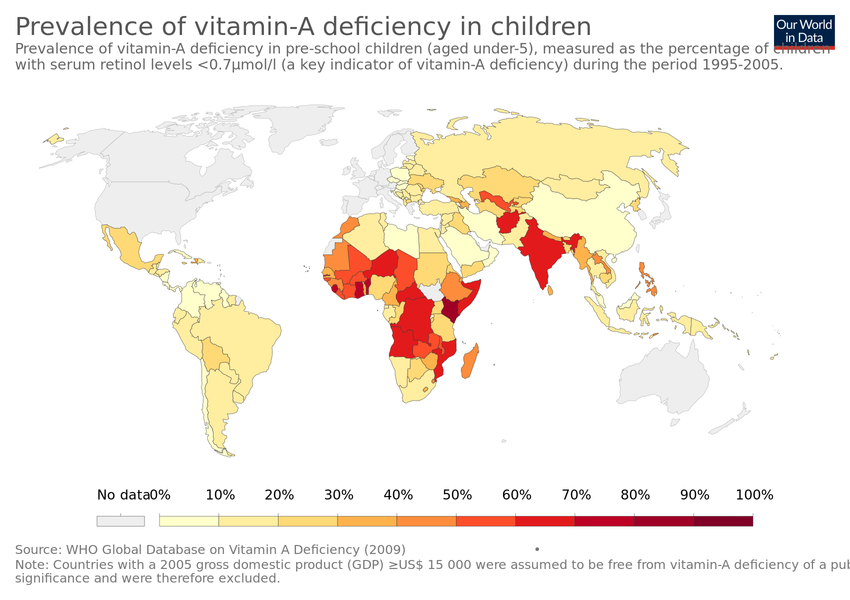 Prevalence of vitamin-A deficiency in children
Our World
in Data
Prevalence of vitamin-A deficiency in pre-school children (aged under-5), measured as the percentage of children
with serum retinol levels <0.7μmol/l (a key indicator of vitamin-A deficiency) during the period 1995-2005.
No data 0% 10% 20% 30% 40% 50% 60% 70% 80% 90% 100%
Source: WHO Global Database on Vitamin A Deficiency (2009)
Note: Countries with a 2005 gross domestic product (GDP) ≥US$ 15 000 were assumed to be free from vitamin-A deficiency of a pub
significance and were therefore excluded.